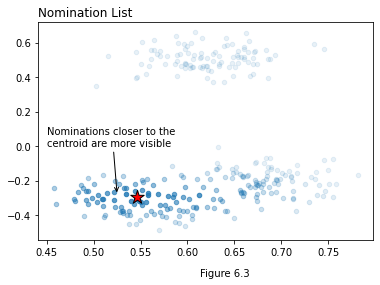 Nomination List
0.6
0.4
0.2
0.0
−0.2
−0.4
Nominations closer to the
centroid are more visible
0.45 0.50 0.55 0.60 0.65 0.70 0.75
Figure 6.3